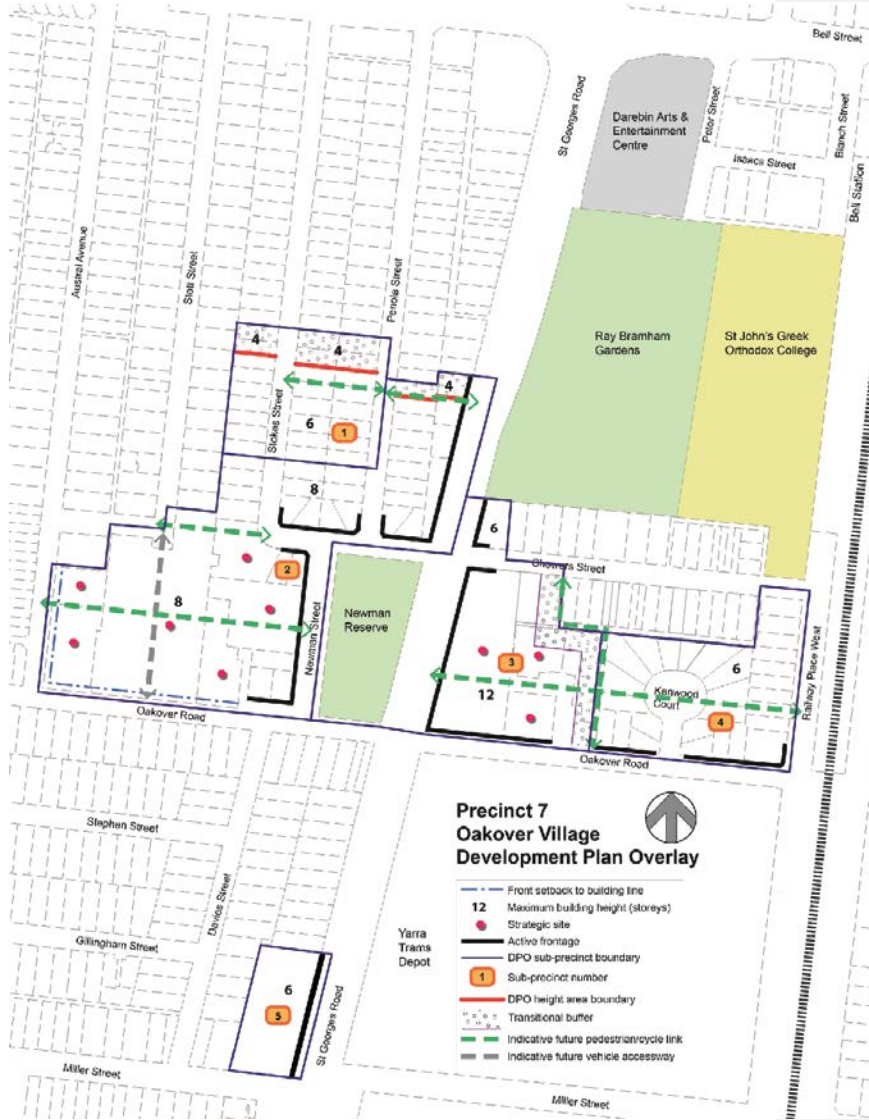 Bell Street
St Georges Road
Darebin Arts &
Entertainment
Centre
Peter Street
Blanch Street
Isaacs Street
Bell Station
Austral Avenue
Stott Street
Penola Street
Ray Bramham
Gardens
St John's Greek
Orthodox College
4
4
4
Stokes Street
6
1
8
6
Showers Street
2
8
Newman Street
Newman
Reserve
3
12
6
Kenwood
Court
4
Railway Place West
Oakover Road
Oakover Road
Stephen Street
Davies Street
Gillingham Street
Yarra
Trams
Depot
6
5
St Georges Road
Miller Street
Miller Street
Precinct 7
Oakover Village
Development Plan Overlay
Front setback to building line
12 Maximum building height (storeys)
Strategic site
Active frontage
DPO sub-precinct boundary
1 Sub-precinct number
DPO height area boundary
Transitional buffer
Indicative future pedestrian/cycle link
Indicative future vehicle accessway